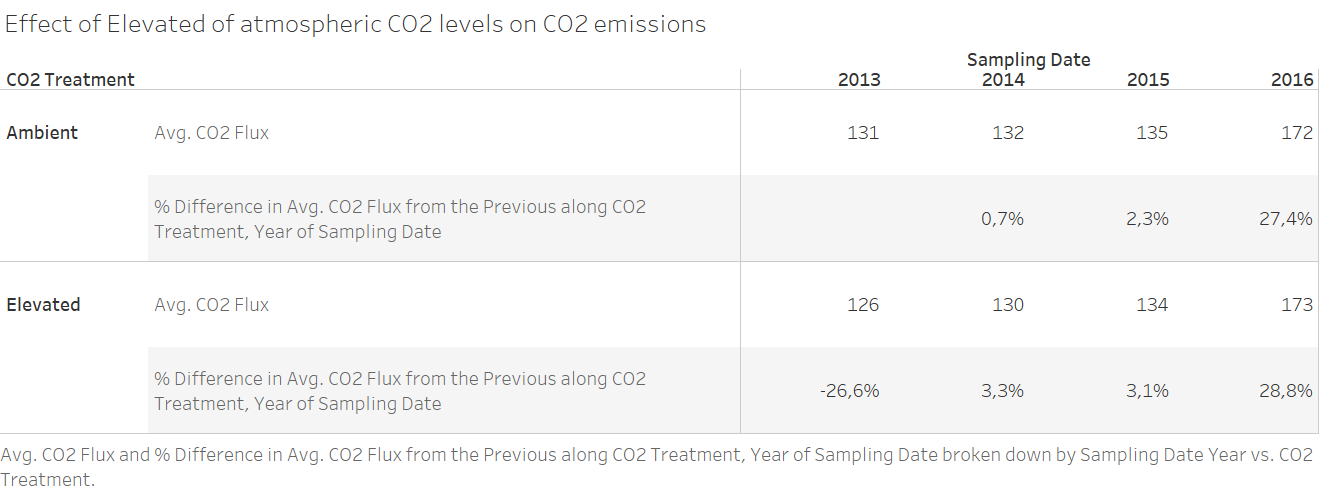 Effect of Elevated of atmospheric CO2 levels on CO2 emissions
Sampling Date
CO2 Treatment 2013 2014 2015 2016
Ambient Avg. CO2 Flux 131 132 135 172
% Difference in Avg. CO2 Flux from the Previous along CO2
Treatment, Year of Sampling Date 0,7% 2,3% 27,4%
Elevated Avg. CO2 Flux 126 130 134 173
% Difference in Avg. CO2 Flux from the Previous along CO2
Treatment, Year of Sampling Date -26,6% 3,3% 3,1% 28,8%
Avg. CO2 Flux and % Difference in Avg. CO2 Flux from the Previous along CO2 Treatment, Year of Sampling Date broken down by Sampling Date Year vs. CO2
Treatment.